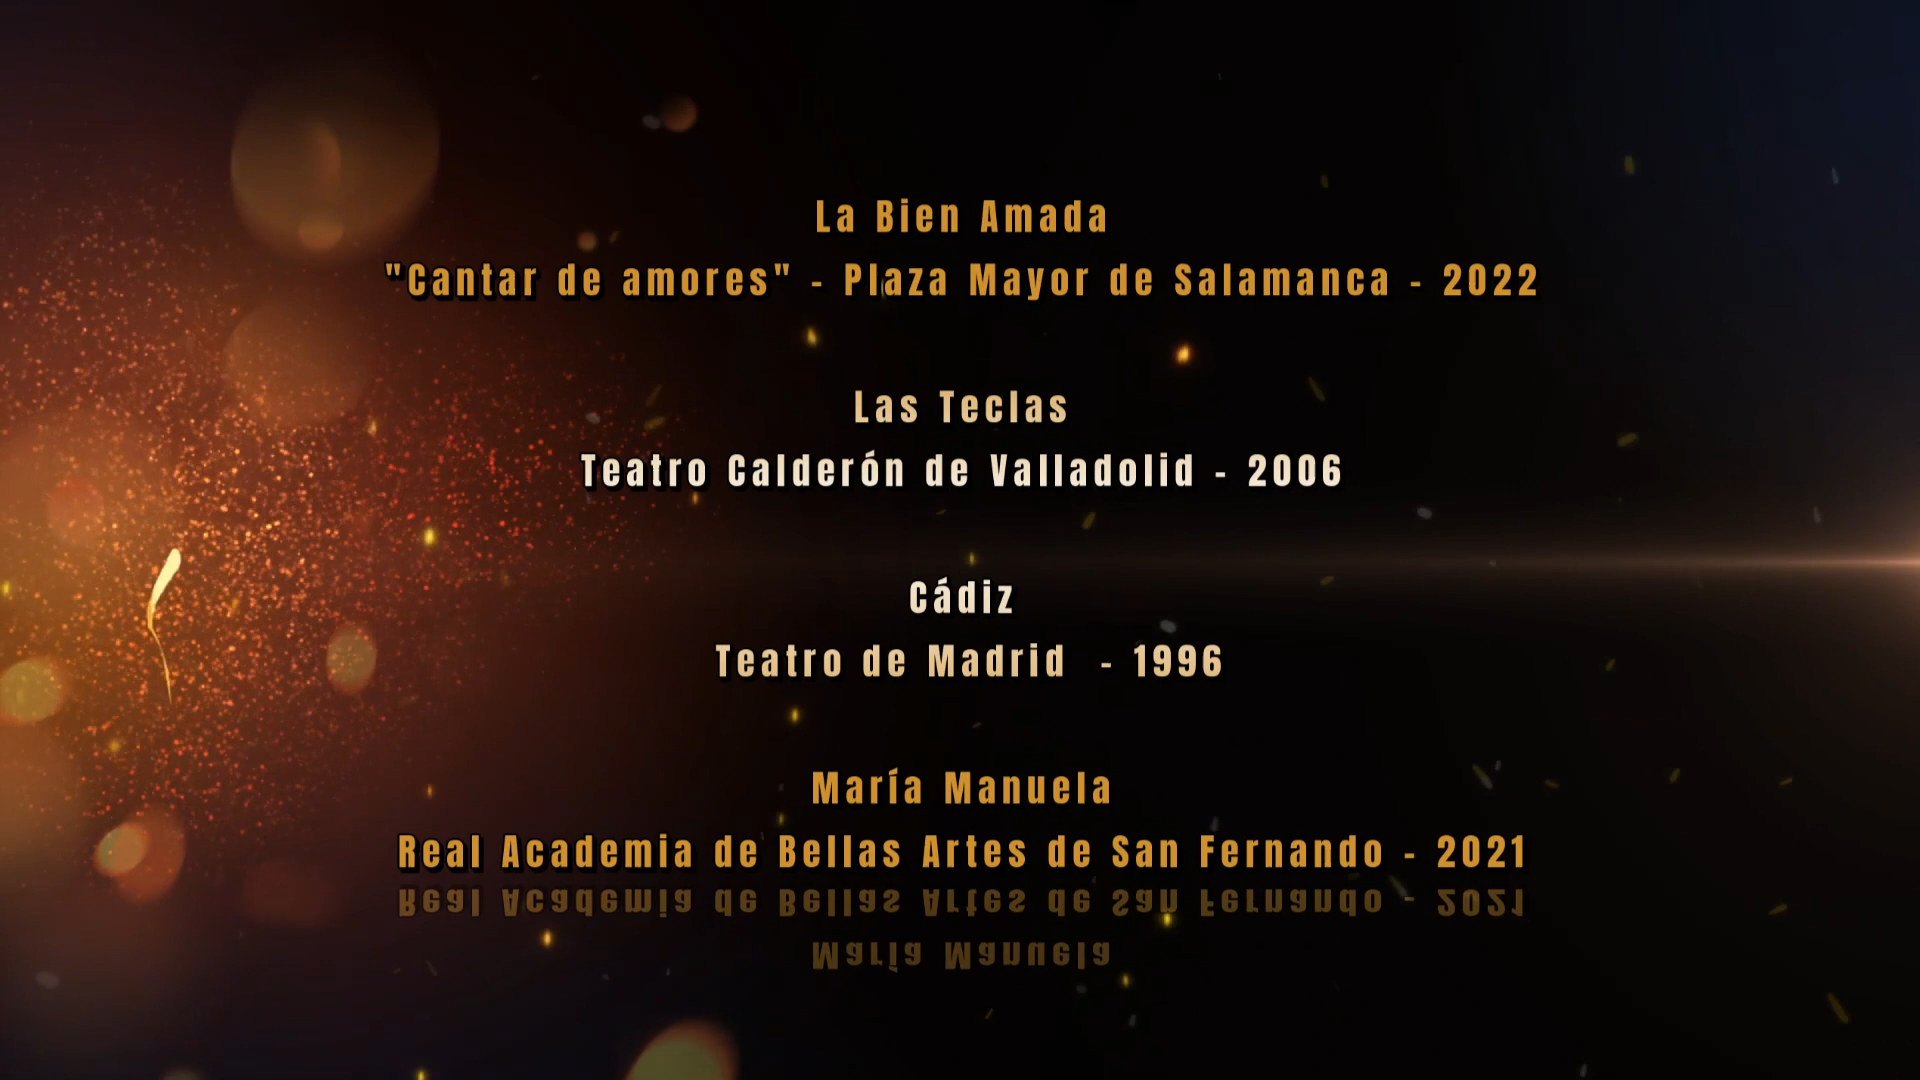 La Bien Amada
"Cantar de amores" - Plaza Mayor de Salamanca - 2022
Las Teclas
Teatro Calderón de Valladolid - 2006
Cádiz
Teatro de Madrid  - 1996
María Manuela
Real Academia de Bellas Artes de San Fernando - 2021